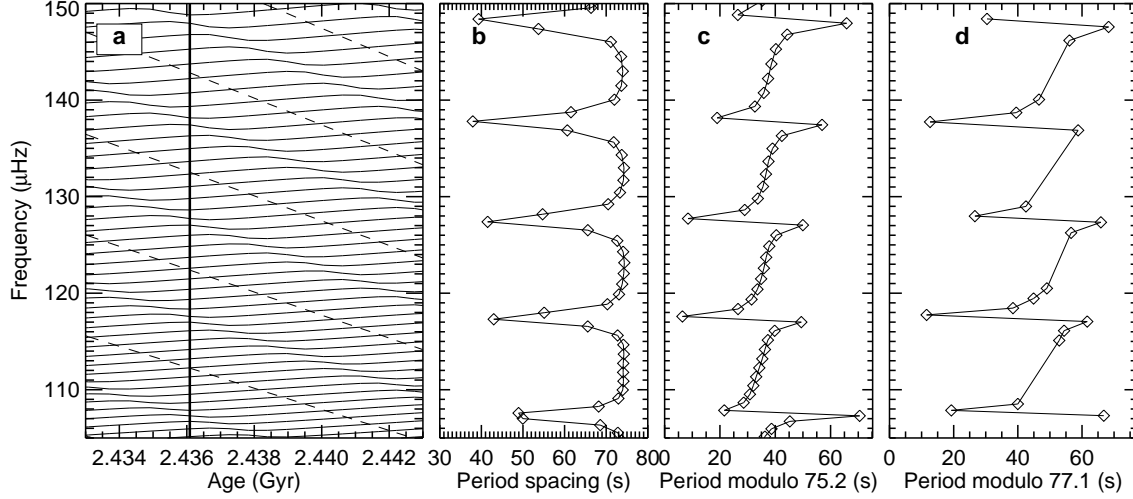 a
b
c
d
150
140
130
120
110
Frequency (μHz)
2.434 2.436 2.438 2.440 2.442
30 40 50 60 70 80
0 20 40 60
0 20 40 60 80
Age (Gyr)
Period spacing (s)
Period modulo 75.2 (s)
Period modulo 77.1 (s)